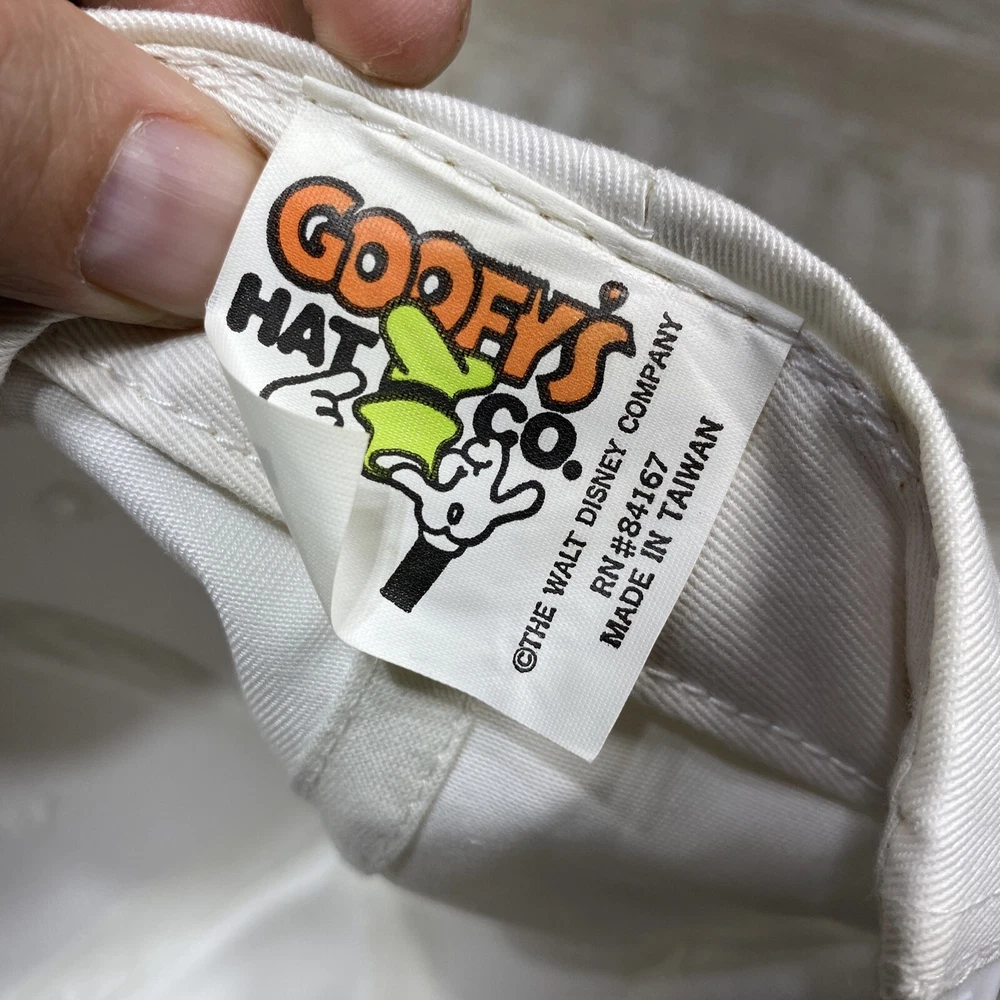 GOOFY'S
HAT CO.
©THE WALT DISNEY COMPANY
RN#84167
MADE IN TAIWAN